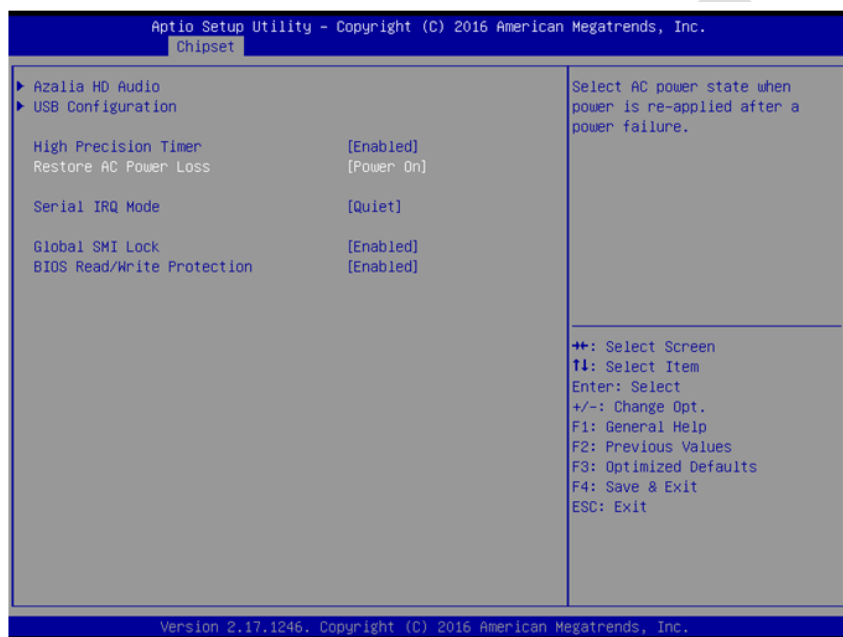 Aptio Setup Utility – Copyright (C) 2016 American Megatrends, Inc.
Chipset
Azalia HD Audio
USB Configuration
High Precision Timer [Enabled]
Restore AC Power Loss [Power On]
Serial IRQ Mode [Quiet]
Global SMI Lock [Enabled]
BIOS Read/Write Protection [Enabled]
Select AC power state when
power is re-applied after a
power failure.
→←: Select Screen
↑↓: Select Item
Enter: Select
+/-: Change Opt.
F1: General Help
F2: Previous Values
F3: Optimized Defaults
F4: Save & Exit
ESC: Exit
Version 2.17.1246. Copyright (C) 2016 American Megatrends, Inc.